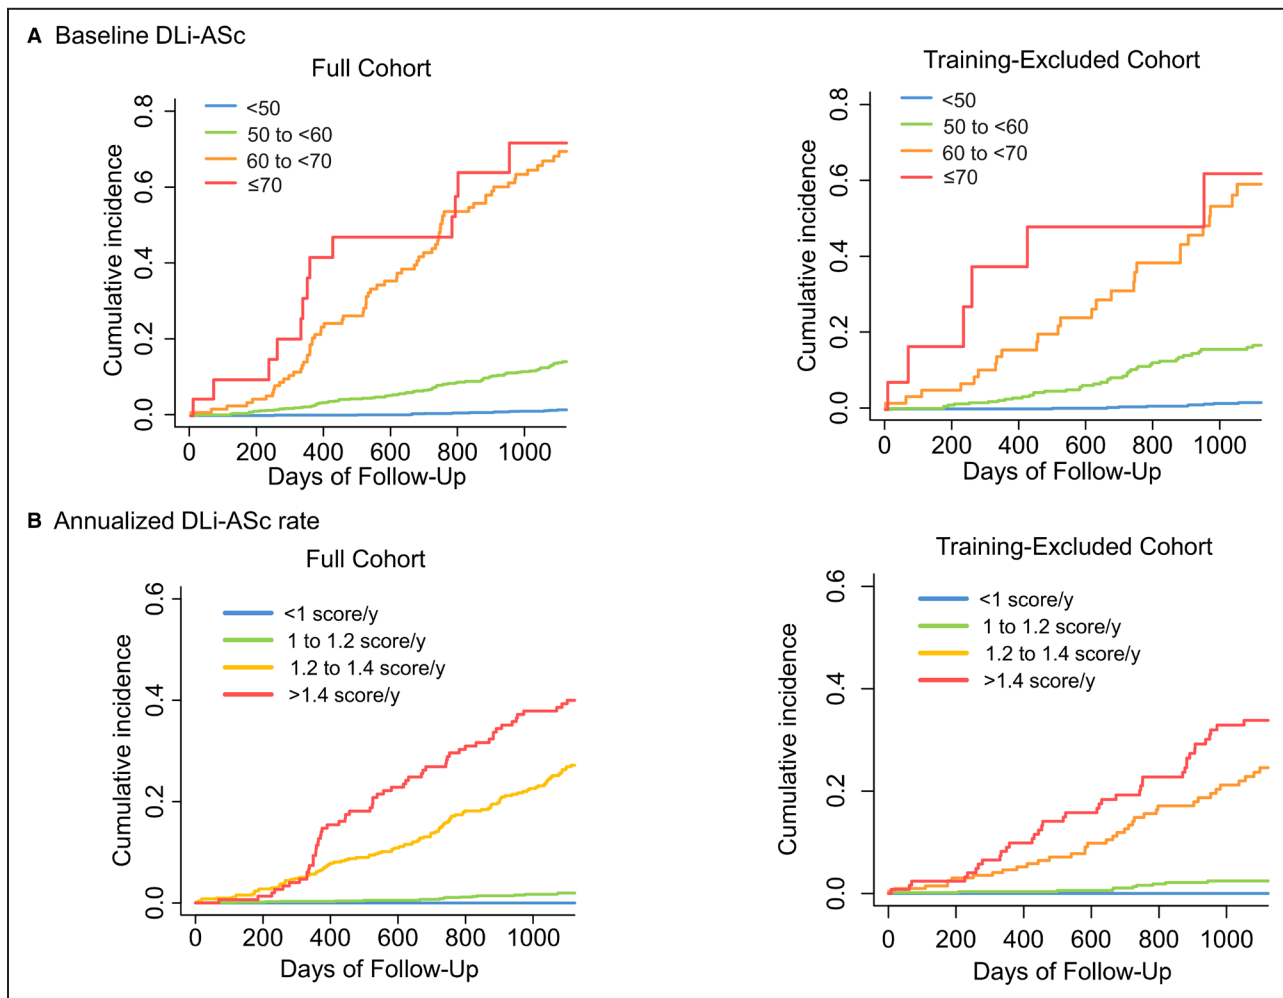 A Baseline DLi-ASc
Full Cohort
Cumulative incidence
0.0 0.2 0.4 0.6 0.8
<50
50 to <60
60 to <70
≤70
0 200 400 600 800 1000
Days of Follow-Up
Training-Excluded Cohort
Cumulative incidence
0.0 0.2 0.4 0.6 0.8
<50
50 to <60
60 to <70
≤70
0 200 400 600 800 1000
Days of Follow-Up
B Annualized DLi-ASc rate
Full Cohort
Cumulative incidence
0.0 0.2 0.4 0.6
<1 score/y
1 to 1.2 score/y
1.2 to 1.4 score/y
>1.4 score/y
0 200 400 600 800 1000
Days of Follow-Up
Training-Excluded Cohort
Cumulative incidence
0.0 0.2 0.4 0.6
<1 score/y
1 to 1.2 score/y
1.2 to 1.4 score/y
>1.4 score/y
0 200 400 600 800 1000
Days of Follow-Up